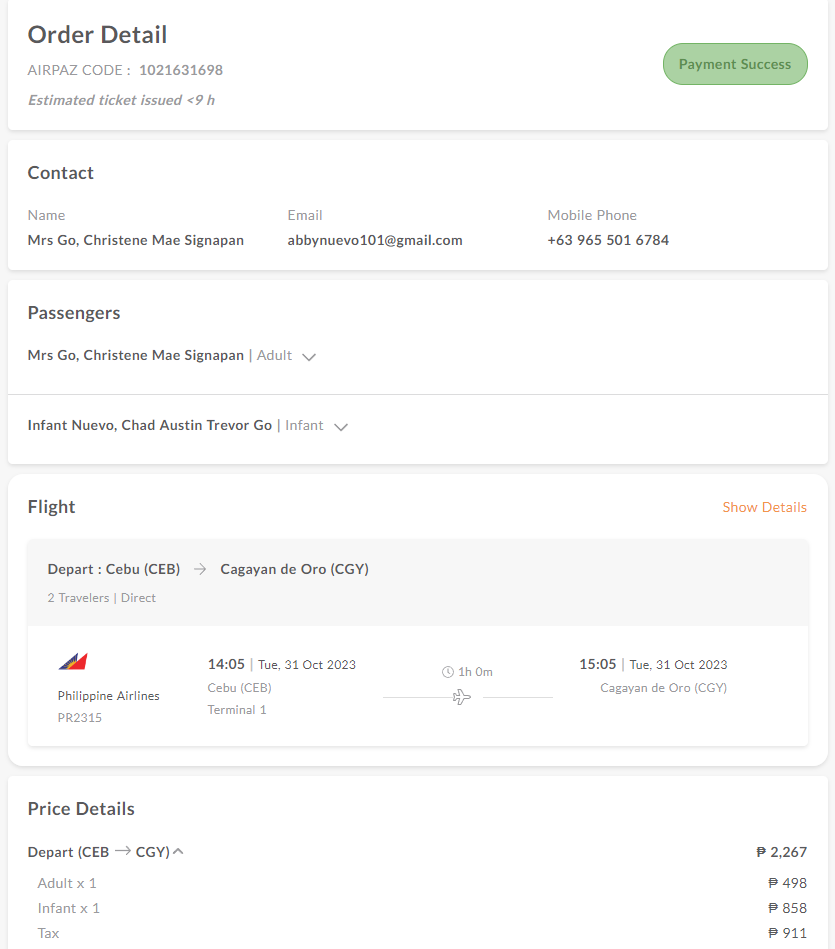 Order Detail
AIRPAZ CODE : 1021631698
Payment Success
Estimated ticket issued <9 h
Contact
Name Email Mobile Phone
Mrs Go, Christene Mae Signapan abbynuevo101@gmail.com +63 965 501 6784
Passengers
Mrs Go, Christene Mae Signapan | Adult
Infant Nuevo, Chad Austin Trevor Go | Infant
Flight Show Details
Depart : Cebu (CEB) → Cagayan de Oro (CGY)
2 Travelers | Direct
14:05 | Tue, 31 Oct 2023 1h 0m 15:05 | Tue, 31 Oct 2023
Cebu (CEB) Cagayan de Oro (CGY)
Philippine Airlines
PR2315 Terminal 1
Price Details
Depart (CEB → CGY) ₱ 2,267
Adult x 1 ₱ 498
Infant x 1 ₱ 858
Tax ₱ 911